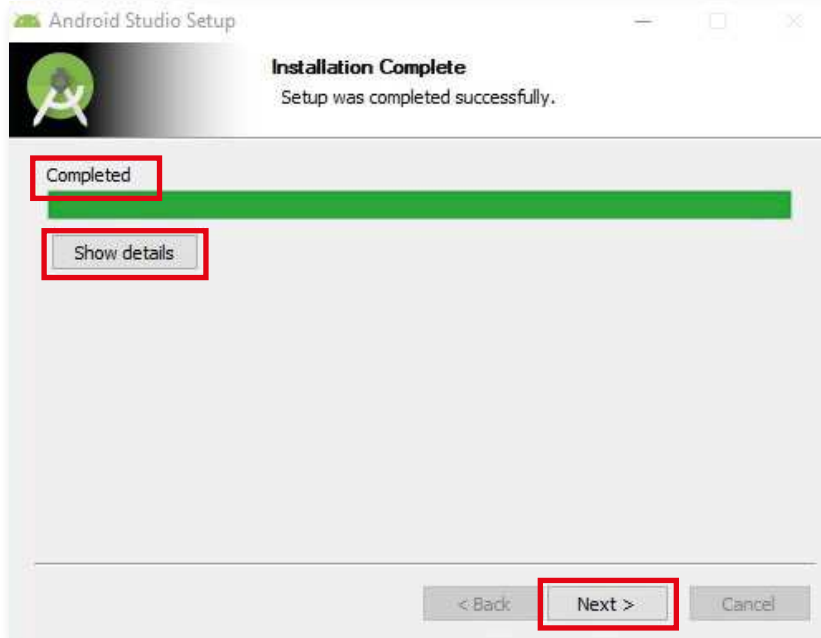 Android Studio Setup
Installation Complete
Setup was completed successfully.
Completed
Show details
< Back Next > Cancel